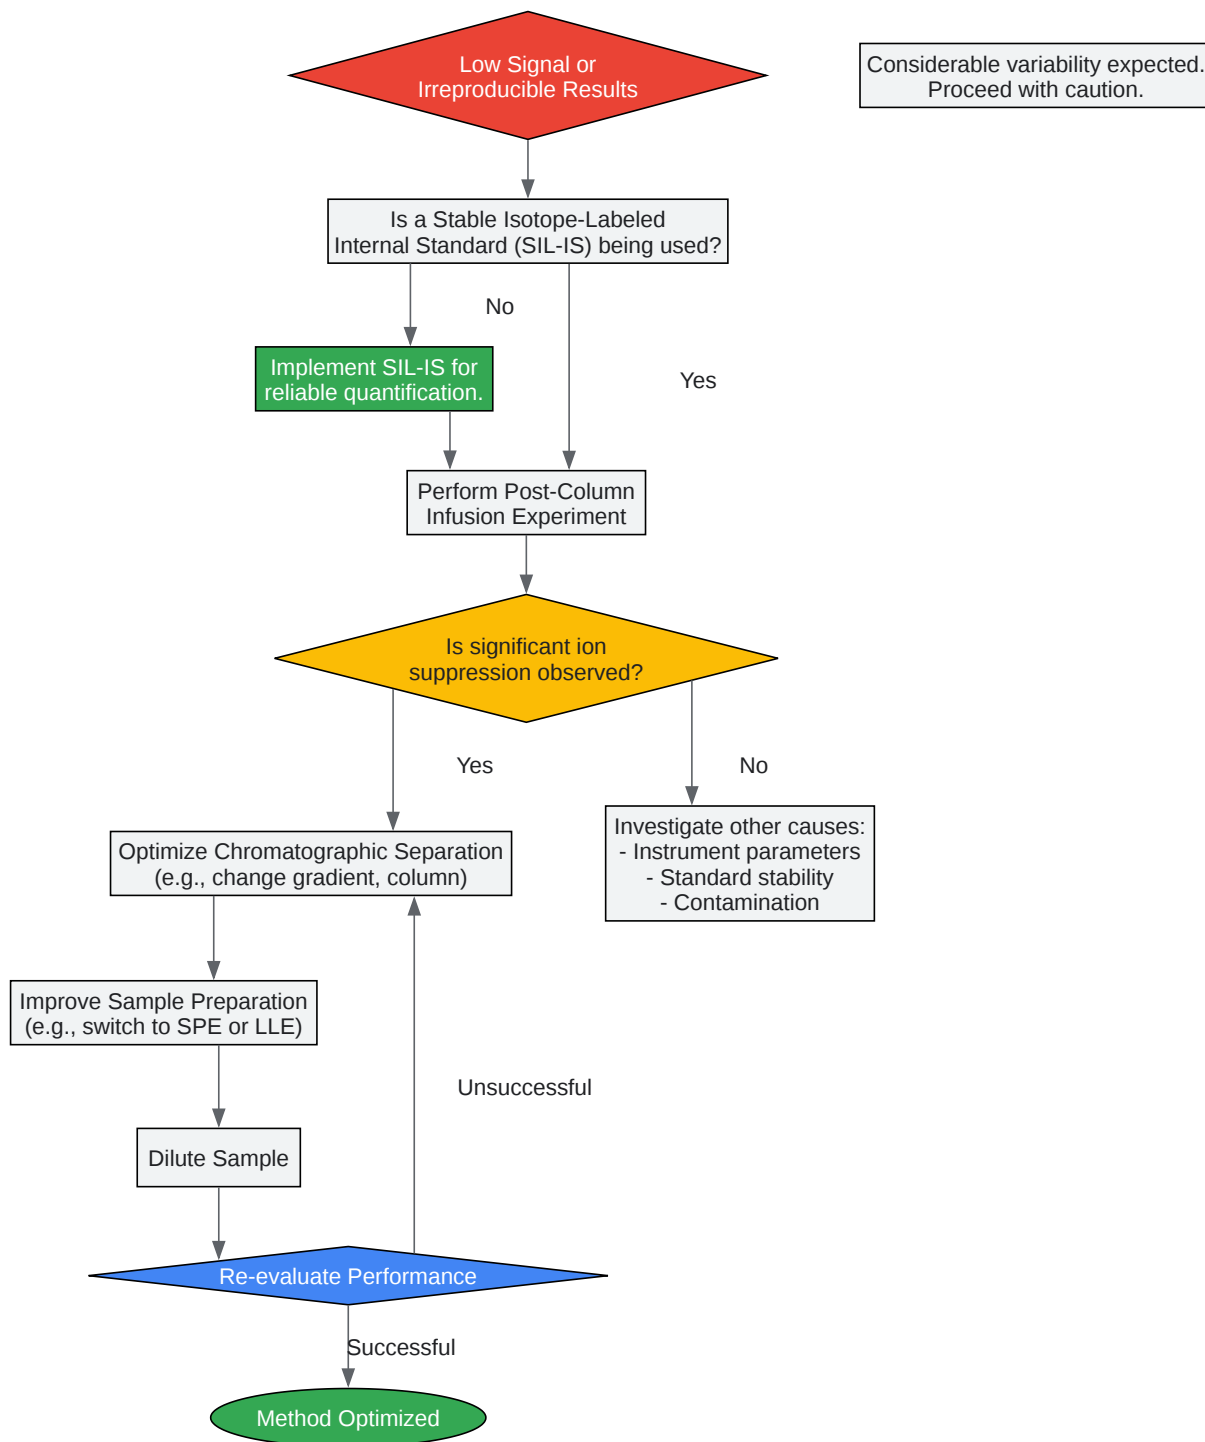 Low Signal or
Irreproducible Results
Considerable variability expected.
Proceed with caution.
Is a Stable Isotope-Labeled
Internal Standard (SIL-IS) being used?
No
Implement SIL-IS for
reliable quantification.
Yes
Perform Post-Column
Infusion Experiment
Is significant ion
suppression observed?
Yes
No
Investigate other causes:
- Instrument parameters
- Standard stability
- Contamination
Optimize Chromatographic Separation
(e.g., change gradient, column)
Improve Sample Preparation
(e.g., switch to SPE or LLE)
Unsuccessful
Dilute Sample
Re-evaluate Performance
Successful
Method Optimized